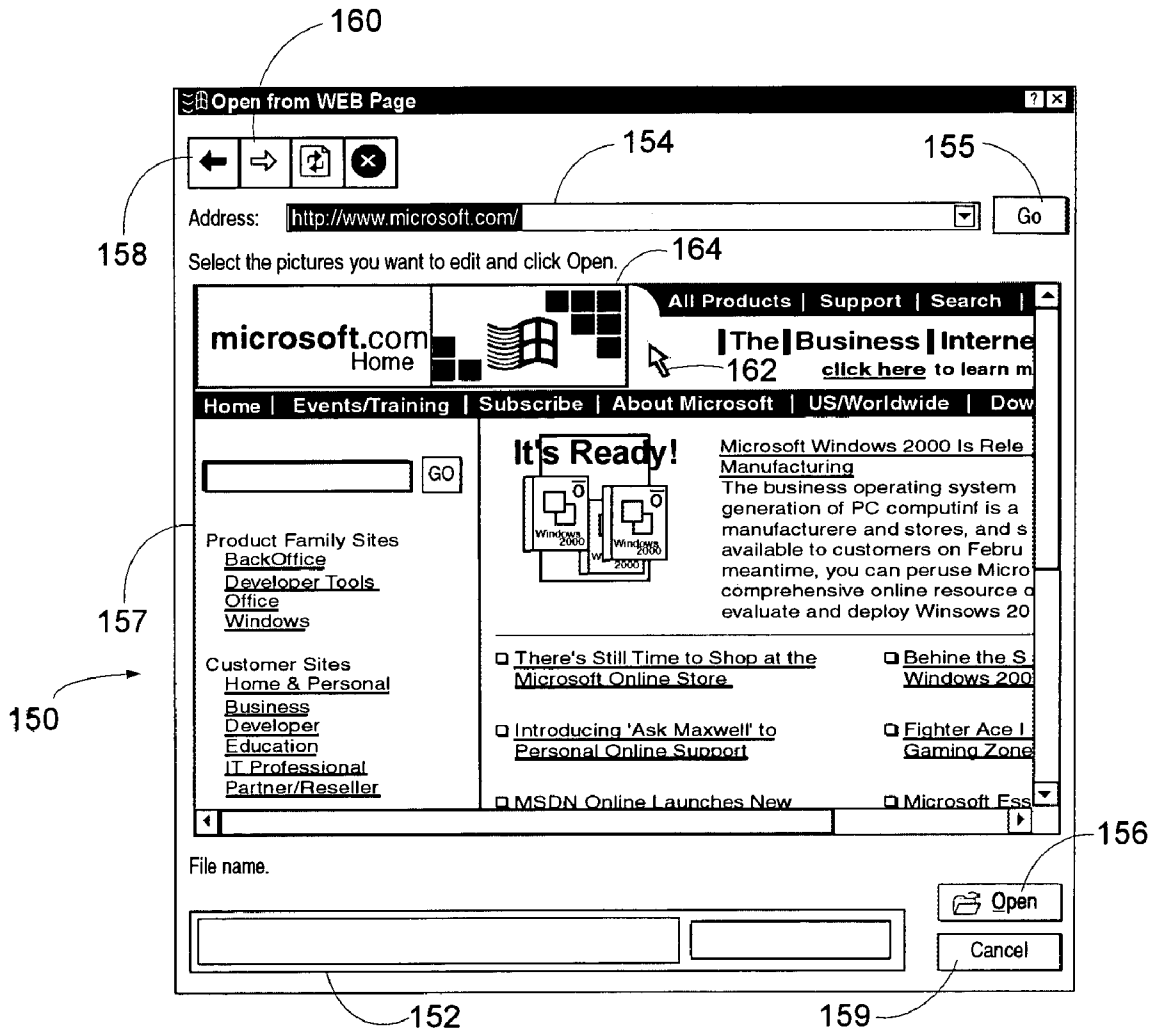 160
Open from WEB Page
? ×
154
155
Address: http://www.microsoft.com/ Go
158
Select the pictures you want to edit and click Open.
164
All Products | Support | Search |
microsoft.com
Home
The Business Interne
162
click here to learn m
Home | Events/Training | Subscribe | About Microsoft | US/Worldwide | Dow
It's Ready!
GO
Windows 2000
Windows 2000
W
2000
Microsoft Windows 2000 Is Rele
Manufacturing
The business operating system
generation of PC computinf is a
manufacturere and stores, and s
available to customers on Febru
meantime, you can peruse Micro
comprehensive online resource
evaluate and deploy Winsows 20
Product Family Sites
BackOffice
Developer Tools
Office
Windows
157
Customer Sites
Home & Personal
Business
Developer
Education
IT Professional
Partner/Reseller
150
There's Still Time to Shop at the
Microsoft Online Store
Behine the S
Windows 200
Introducing 'Ask Maxwell' to
Personal Online Support
Fighter Ace I
Gaming Zone
MSDN Online Launches New
Microsoft Ess
156
File name.
Open
Cancel
152
159